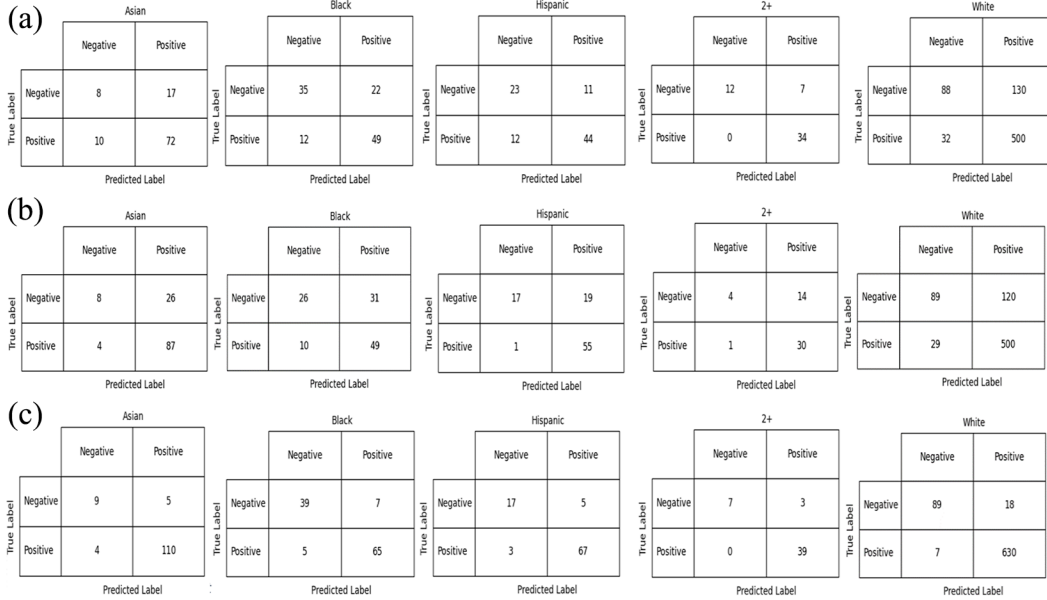 (a)
Asian
Negative Positive
True Label
Negative 8 17
Positive 10 72
Predicted Label
Black
Negative Positive
True Label
Negative 35 22
Positive 12 49
Predicted Label
Hispanic
Negative Positive
True Label
Negative 23 11
Positive 12 44
Predicted Label
2+
Negative Positive
True Label
Negative 12 7
Positive 0 34
Predicted Label
White
Negative Positive
True Label
Negative 88 130
Positive 32 500
Predicted Label
(b)
Asian
Negative Positive
True Label
Negative 8 26
Positive 4 87
Predicted Label
Black
Negative Positive
True Label
Negative 26 31
Positive 10 49
Predicted Label
Hispanic
Negative Positive
True Label
Negative 17 19
Positive 1 55
Predicted Label
2+
Negative Positive
True Label
Negative 4 14
Positive 1 30
Predicted Label
White
Negative Positive
True Label
Negative 89 120
Positive 29 500
Predicted Label
(c)
Asian
Negative Positive
True Label
Negative 9 5
Positive 4 110
Predicted Label
Black
Negative Positive
True Label
Negative 39 7
Positive 5 65
Predicted Label
Hispanic
Negative Positive
True Label
Negative 17 5
Positive 3 67
Predicted Label
2+
Negative Positive
True Label
Negative 7 3
Positive 0 39
Predicted Label
White
Negative Positive
True Label
Negative 89 18
Positive 7 630
Predicted Label